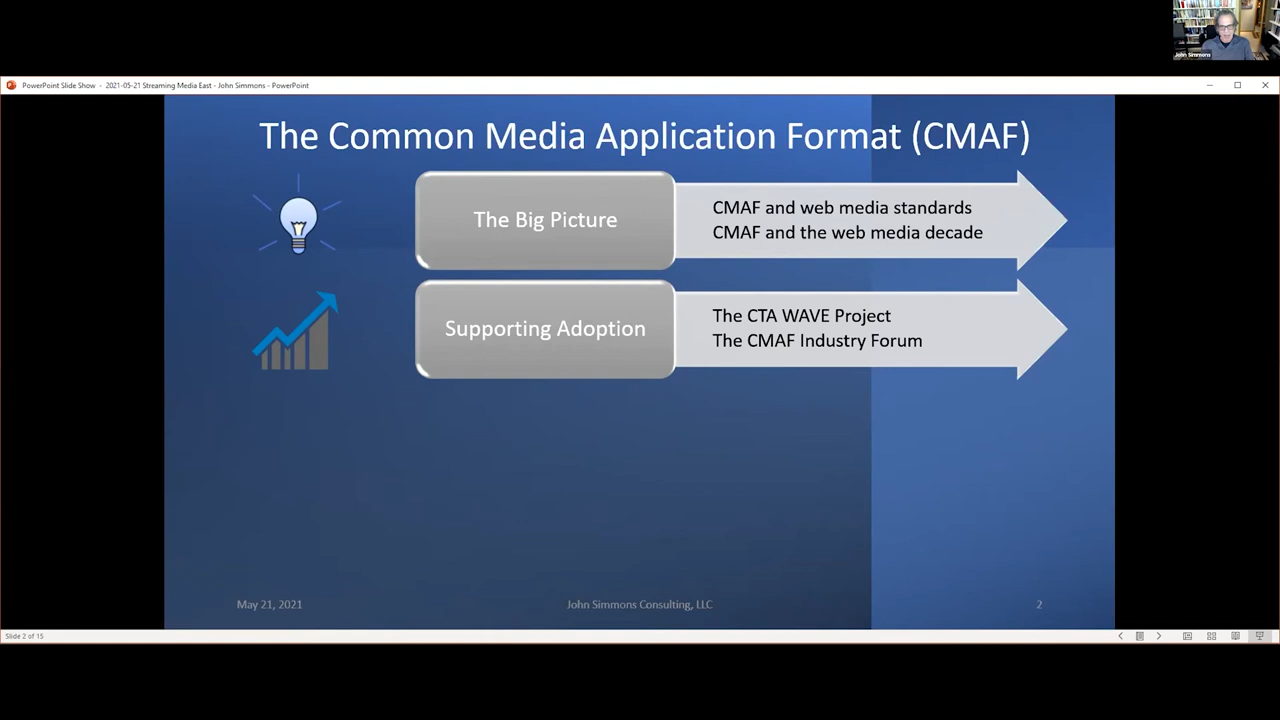 John Simmons
PowerPoint Slide Show - 2021-05-21 Streaming Media East - John Simmons - PowerPoint
The Common Media Application Format (CMAF)
The Big Picture
CMAF and web media standards
CMAF and the web media decade
Supporting Adoption
The CTA WAVE Project
The CMAF Industry Forum
May 21, 2021
John Simmons Consulting, LLC
2
Slide 2 of 15